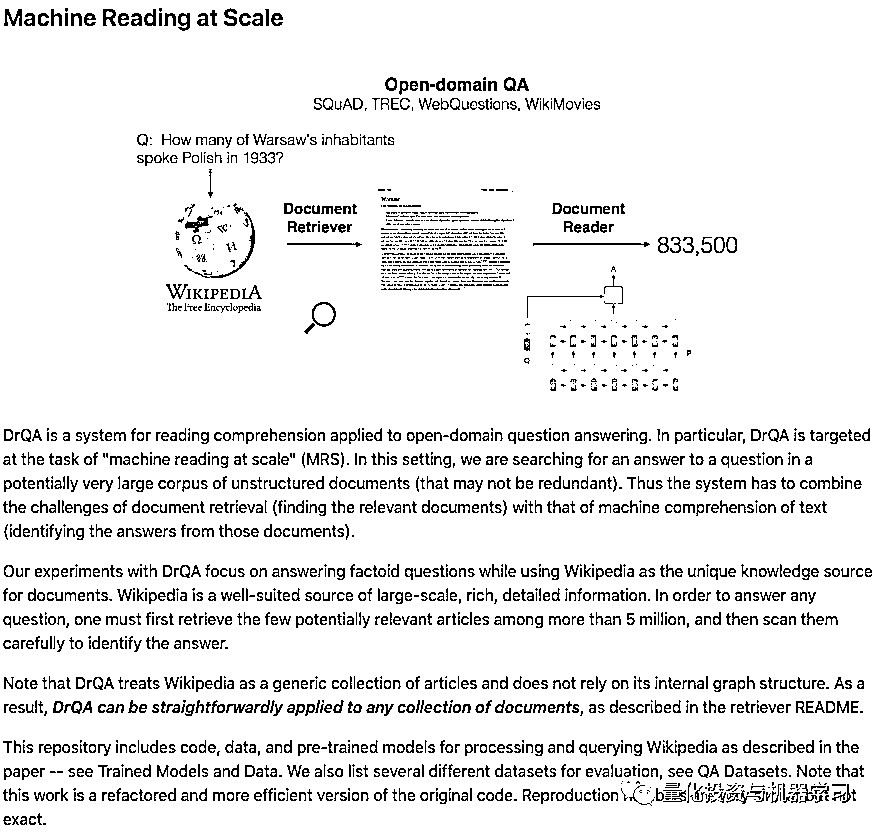 Machine Reading at Scale
Open-domain QA
SQuAD, TREC, WebQuestions, WikiMovies
Q: How many of Warsaw's inhabitants
spoke Polish in 1933?
Document
Retriever
Document
Reader
833,500
WIKIPEDIA
The Free Encyclopedia
A
Q
P
DrQA is a system for reading comprehension applied to open-domain question answering. In particular, DrQA is targeted
at the task of "machine reading at scale" (MRS). In this setting, we are searching for an answer to a question in a
potentially very large corpus of unstructured documents (that may not be redundant). Thus the system has to combine
the challenges of document retrieval (finding the relevant documents) with that of machine comprehension of text
(identifying the answers from those documents).
Our experiments with DrQA focus on answering factoid questions while using Wikipedia as the unique knowledge source
for documents. Wikipedia is a well-suited source of large-scale, rich, detailed information. In order to answer any
question, one must first retrieve the few potentially relevant articles among more than 5 million, and then scan them
carefully to identify the answer.
Note that DrQA treats Wikipedia as a generic collection of articles and does not rely on its internal graph structure. As a
result, DrQA can be straightforwardly applied to any collection of documents, as described in the retriever README.
This repository includes code, data, and pre-trained models for processing and querying Wikipedia as described in the
paper -- see Trained Models and Data. We also list several different datasets for evaluation, see QA Datasets. Note that
this work is a refactored and more efficient version of the original code. Reproduction not
exact.
量化投资与机器学习